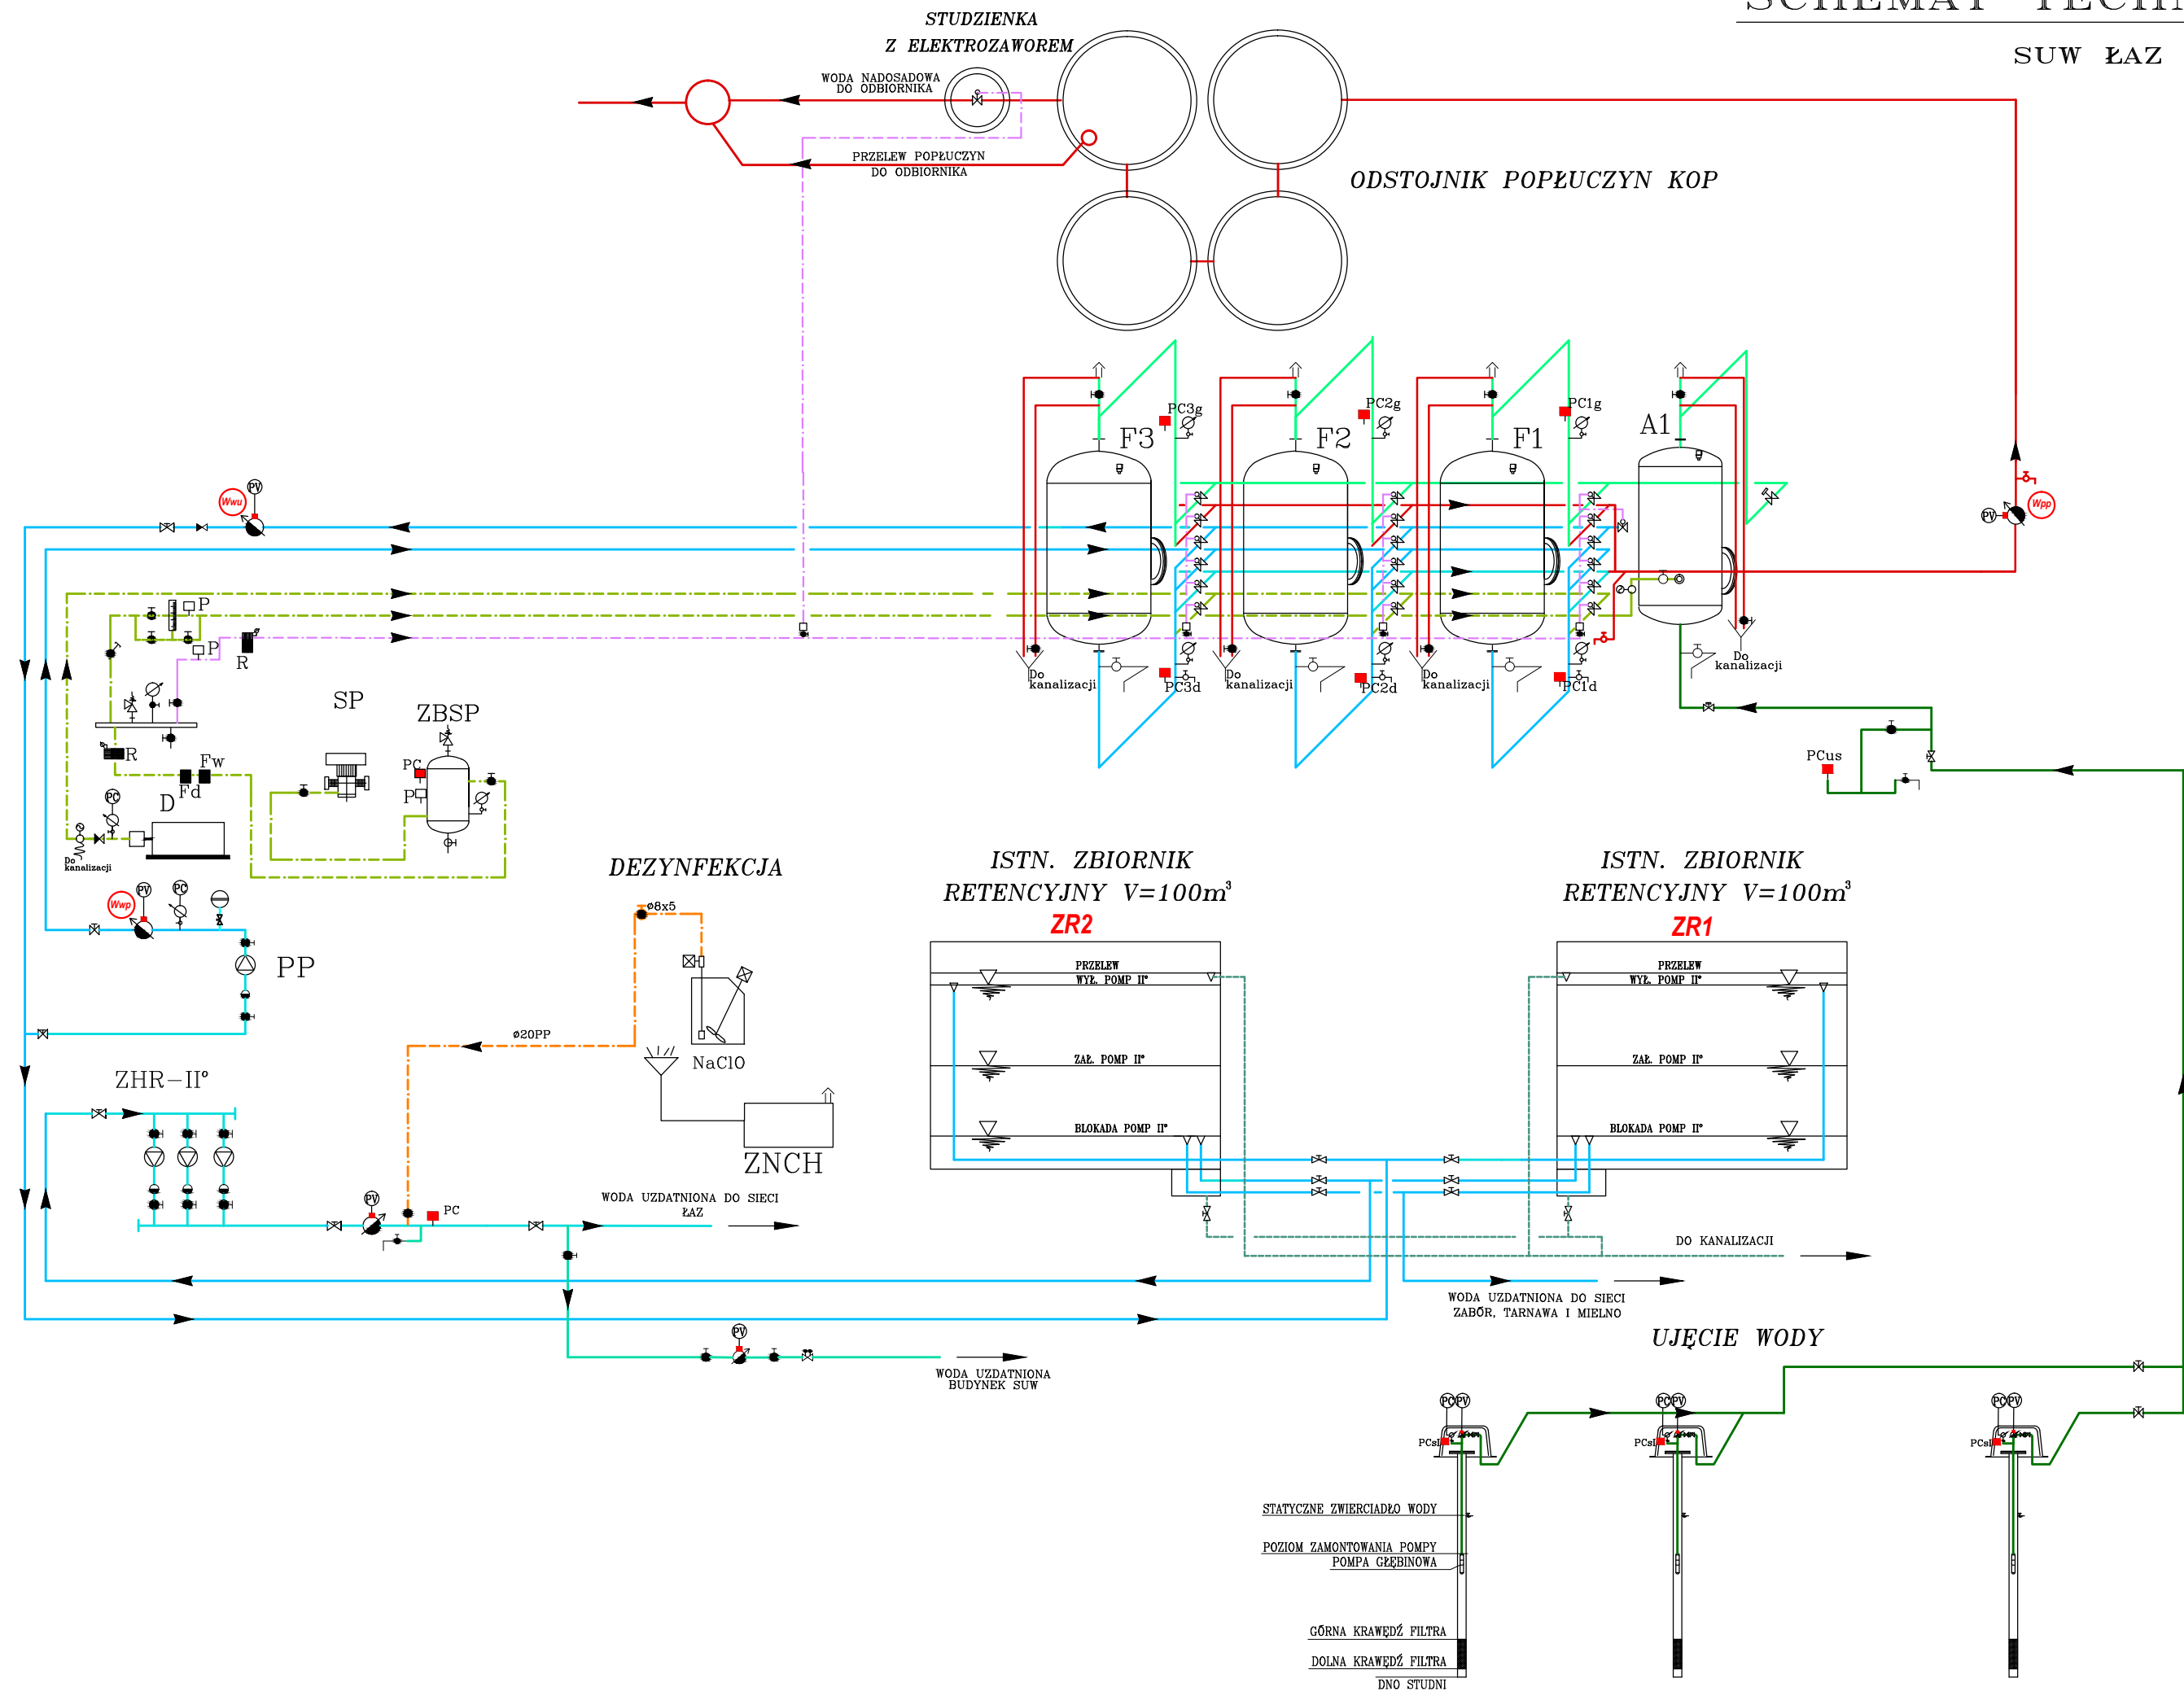 SCHEMAT TECHN
SUW ŁAZ
STUDZIENKA
Z ELEKTROZAWOREM
WODA NADOSADOWA
DO ODBIORNIKA
PRZELEW POPŁUCZYN
DO ODBIORNIKA
ODSTOJNIK POPŁUCZYN KOP
PC3g
PC2g
PC1g
F3
F2
F1
A1
PV
Wwu
PV
Wpp
P
P
R
Do
kanalizacji
PC3d
Do
kanalizacji
PC2d
Do
kanalizacji
PC1d
Do
kanalizacji
SP
ZBSP
R
Fw
Fd
PC
P
PCus
PC
D
Do
kanalizacji
DEZYNFEKCJA
ISTN. ZBIORNIK
RETENCYJNY V=100m³
ZR2
ISTN. ZBIORNIK
RETENCYJNY V=100m³
ZR1
Wwp
PV
PC
ø8x5
PP
PRZELEW
WYŁ. POMP II°
ZAŁ. POMP II°
BLOKADA POMP II°
PRZELEW
WYŁ. POMP II°
ZAŁ. POMP II°
BLOKADA POMP II°
ø20PP
NaClO
ZHR-II°
ZNCH
PV
PC
WODA UZDATNIONA DO SIECI
ŁAZ
DO KANALIZACJI
WODA UZDATNIONA DO SIECI
ZABÓR, TARNAWA I MIELNO
PV
WODA UZDATNIONA
BUDYNEK SUW
UJĘCIE WODY
PC
PV
PC
PV
PC
PV
STATYCZNE ZWIERCIADŁO WODY
POZIOM ZAMONTOWANIA POMPY
POMPA GŁĘBINOWA
GÓRNA KRAWĘDŹ FILTRA
DOLNA KRAWĘDŹ FILTRA
DNO STUDNI